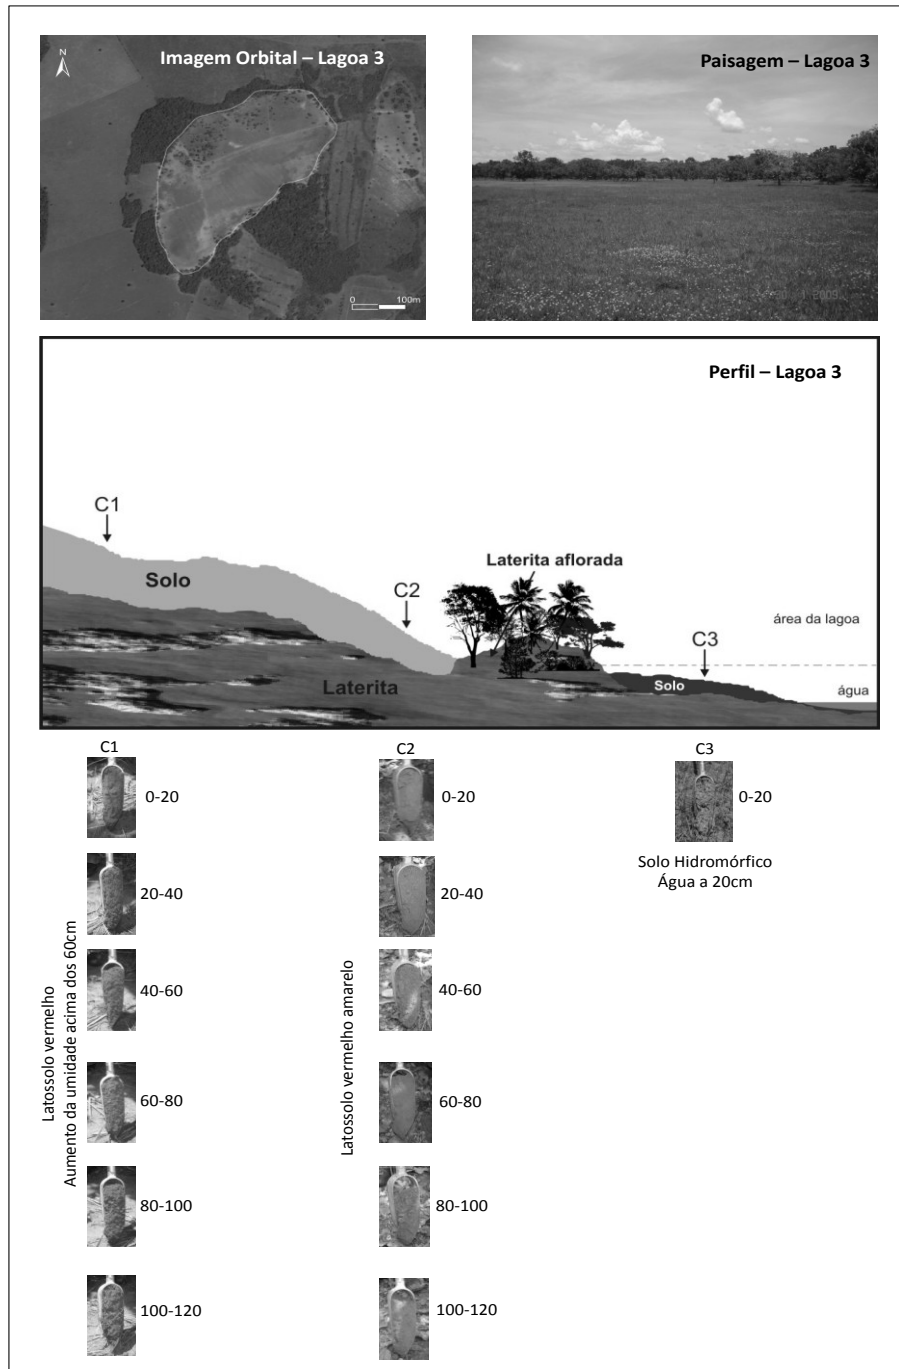 N
Imagem Orbital – Lagoa 3
0 100m
Paisagem – Lagoa 3
2009
Perfil – Lagoa 3
C1
Solo
C2
Laterita aflorada
C3
área da lagoa
Laterita
Solo
água
C1
C2
C3
0-20
20-40
40-60
60-80
80-100
100-120
Latossolo vermelho
Aumento da umidade acima dos 60cm
0-20
20-40
40-60
60-80
80-100
100-120
Latossolo vermelho amarelo
0-20
Solo Hidromórfico
Água a 20cm